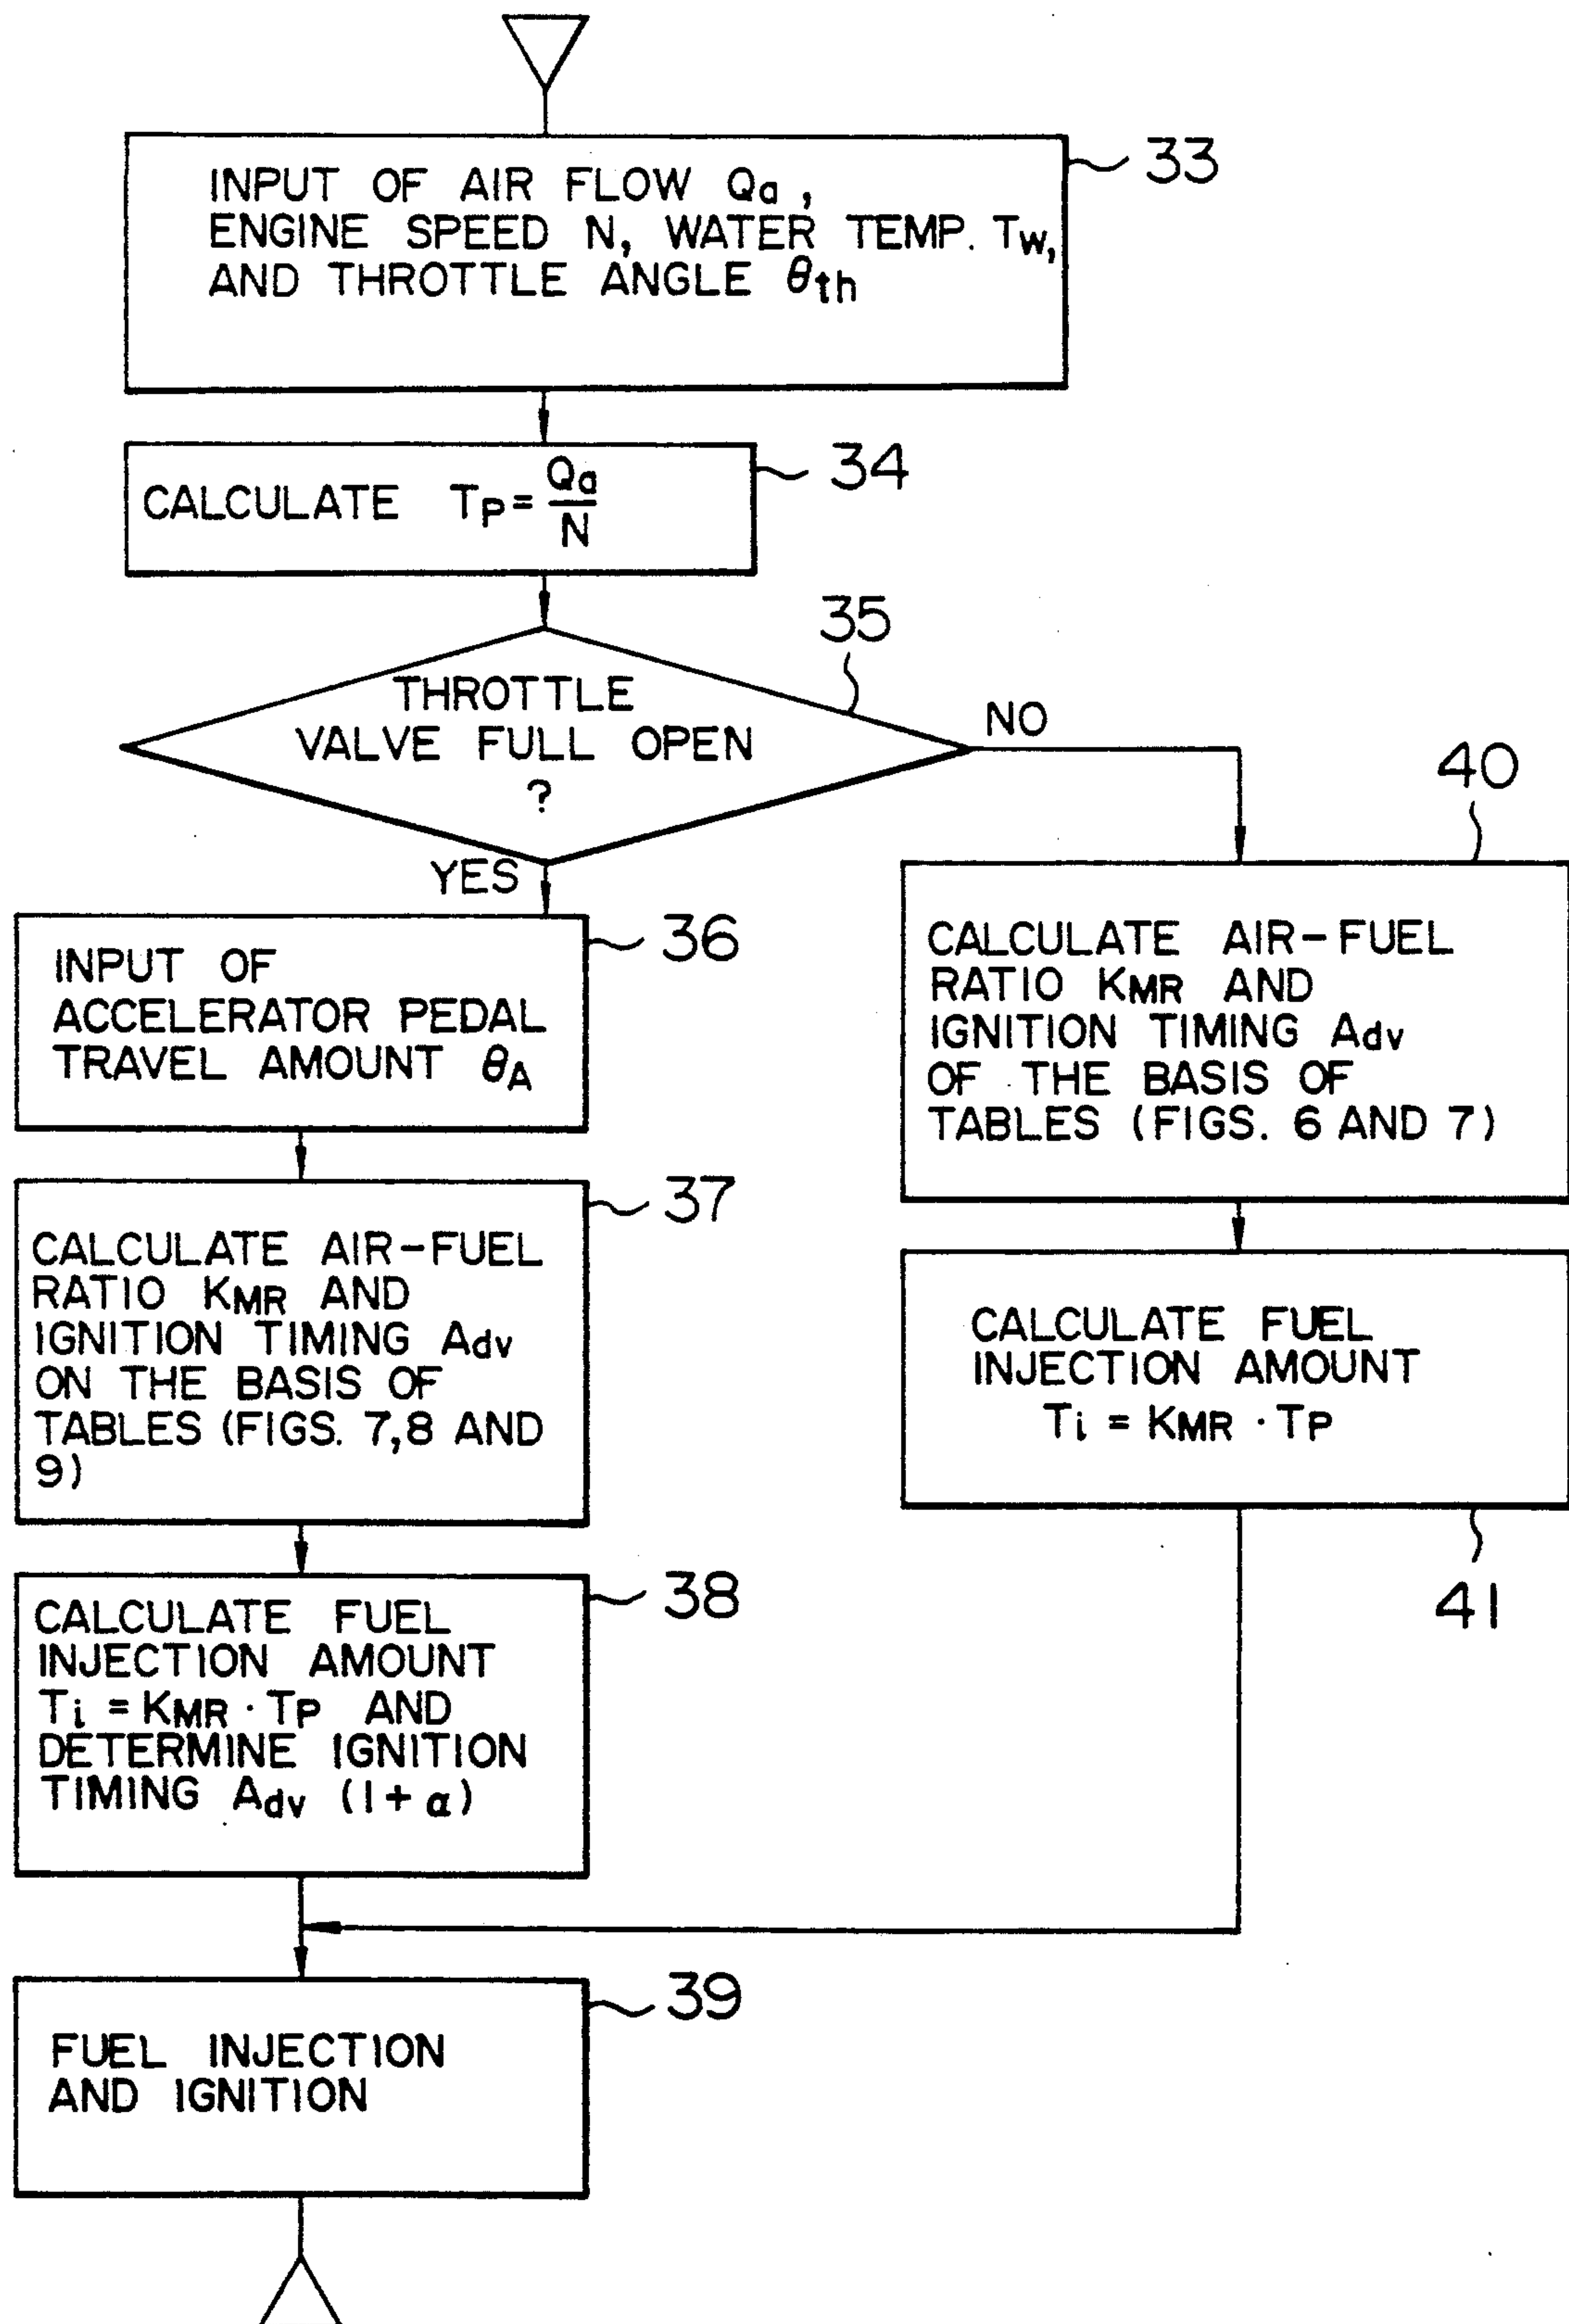 INPUT OF AIR FLOW Qa ,
ENGINE SPEED N, WATER TEMP. Tw,
AND THROTTLE ANGLE θth
33
CALCULATE TP = Qa / N
34
35
THROTTLE
VALVE FULL OPEN
?
NO
YES
40
36
INPUT OF
ACCELERATOR PEDAL
TRAVEL AMOUNT θA
CALCULATE AIR-FUEL
RATIO KMR AND
IGNITION TIMING Adv
OF THE BASIS OF
TABLES (FIGS. 6 AND 7)
37
CALCULATE AIR-FUEL
RATIO KMR AND
IGNITION TIMING Adv
ON THE BASIS OF
TABLES (FIGS. 7,8 AND
9)
CALCULATE FUEL
INJECTION AMOUNT
Ti = KMR · TP
41
38
CALCULATE FUEL
INJECTION AMOUNT
Ti = KMR · TP AND
DETERMINE IGNITION
TIMING Adv (1+α)
39
FUEL INJECTION
AND IGNITION